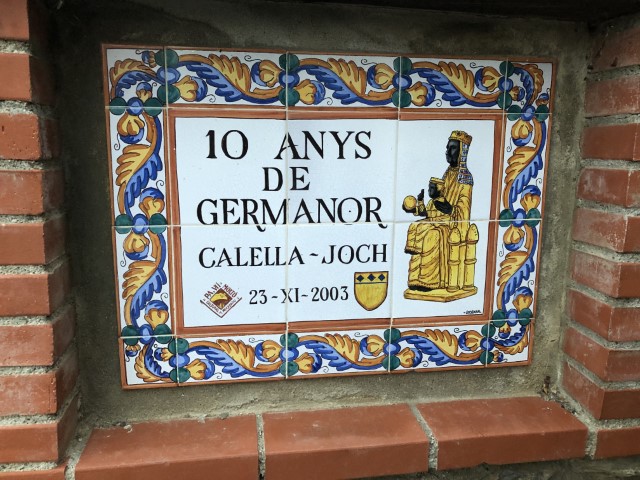 10 ANYS
DE
GERMANOR
CALELLA - JOCH
23 - XI - 2003